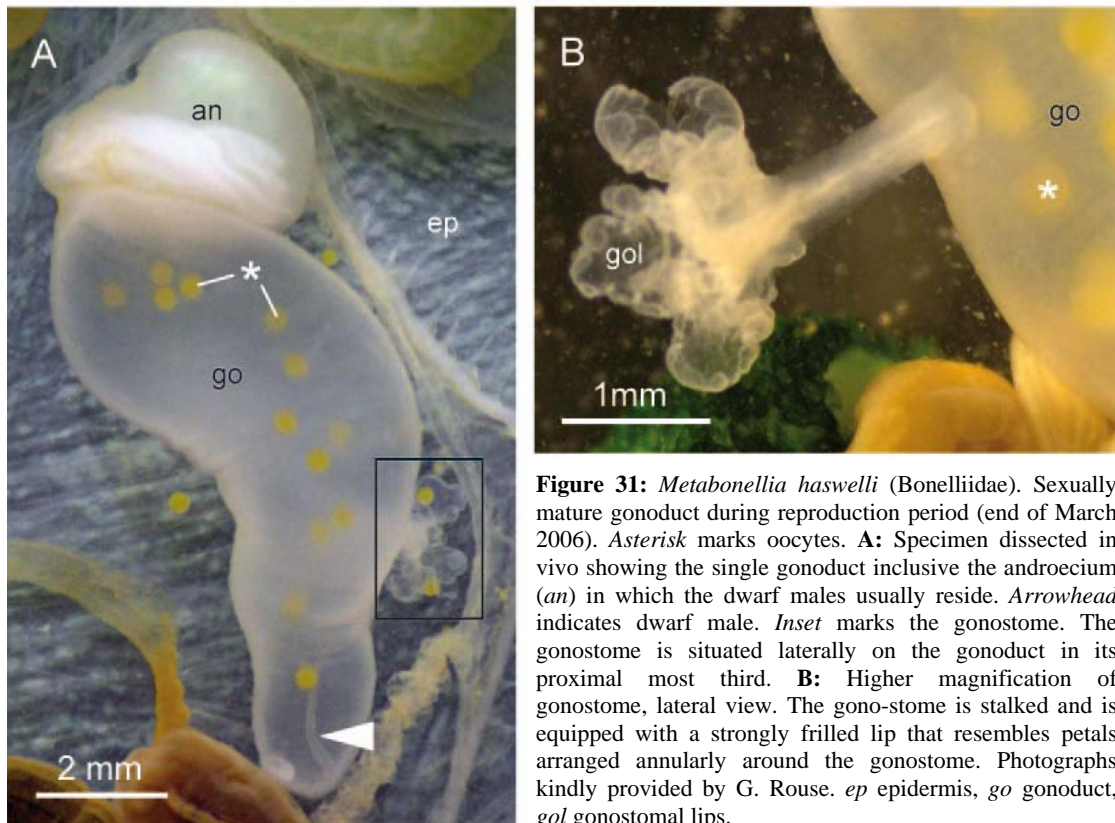 A
an
ep
*
go
2 mm
B
go
*
gol
1mm
Figure 31: Metabonellia haswelli (Bonelliidae). Sexually
mature gonoduct during reproduction period (end of March
2006). Asterisk marks oocytes. A: Specimen dissected in
vivo showing the single gonoduct inclusive the androecium
(an) in which the dwarf males usually reside. Arrowhead
indicates dwarf male. Inset marks the gonostome. The
gonostome is situated laterally on the gonoduct in its
proximal most third. B: Higher magnification of
gonostome, lateral view. The gono-stome is stalked and is
equipped with a strongly frilled lip that resembles petals
arranged annularly around the gonostome. Photographs
kindly provided by G. Rouse. ep epidermis, go gonoduct,
gol gonostomal lips.